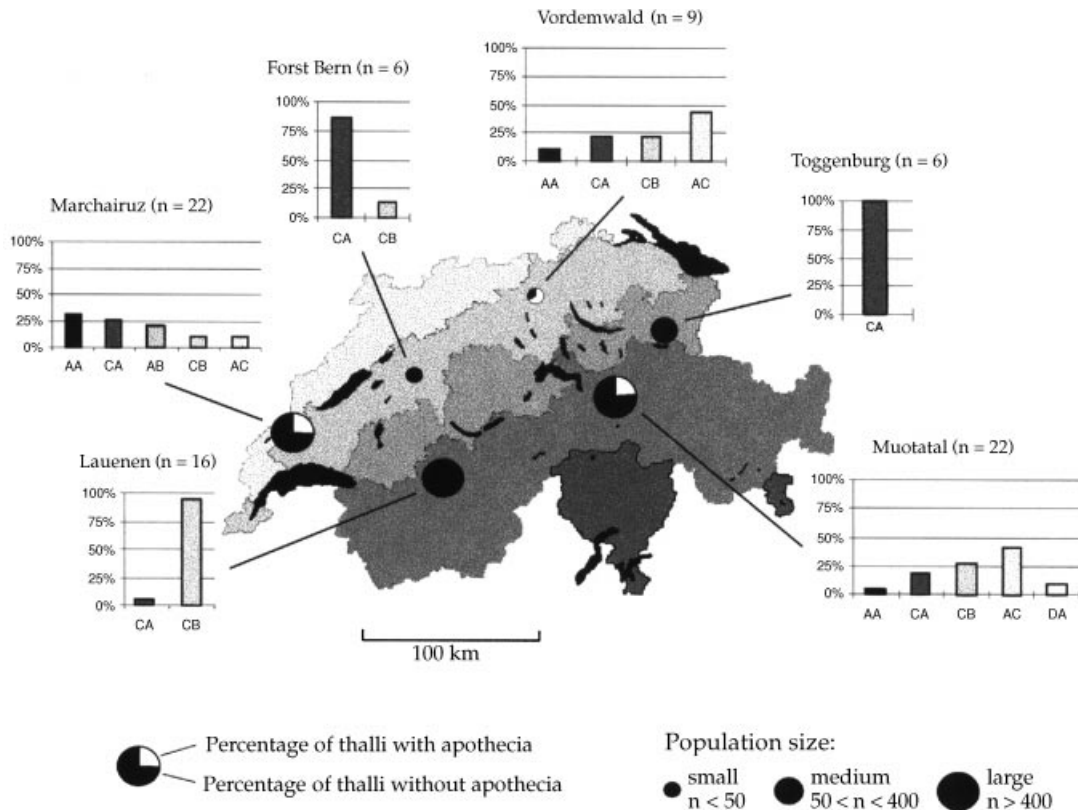 Vordemwald (n = 9)
100%
75%
50%
25%
0%
AA CA CB AC
Forst Bern (n = 6)
100%
75%
50%
25%
0%
CA CB
Toggenburg (n = 6)
100%
75%
50%
25%
0%
CA
Marchairuz (n = 22)
100%
75%
50%
25%
0%
AA CA AB CB AC
Lauenen (n = 16)
100%
75%
50%
25%
0%
CA CB
Muotatal (n = 22)
100%
75%
50%
25%
0%
AA CA CB AC DA
100 km
Percentage of thalli with apothecia
Percentage of thalli without apothecia
Population size:
small
n < 50
medium
50 < n < 400
large
n > 400